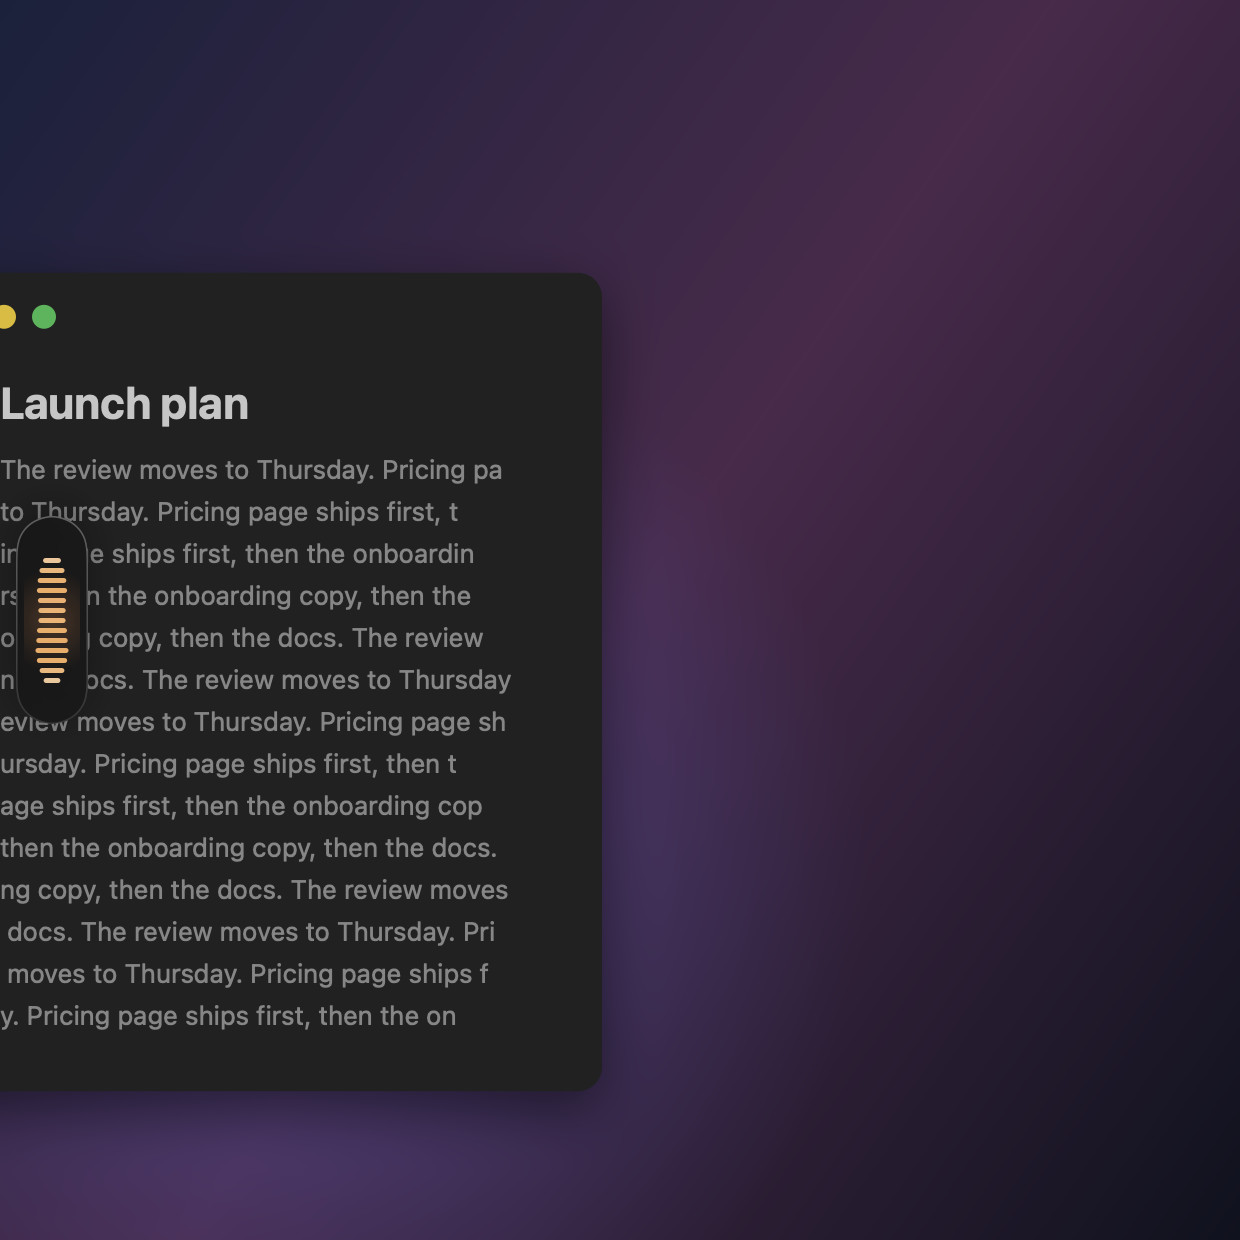 Launch plan
The review moves to Thursday. Pricing pa
to Thursday. Pricing page ships first, t
ships first, then the onboardin
the onboarding copy, then the
copy, then the docs. The review
The review moves to Thursday
eview moves to Thursday. Pricing page sh
ursday. Pricing page ships first, then t
age ships first, then the onboarding cop
then the onboarding copy, then the docs.
ng copy, then the docs. The review moves
docs. The review moves to Thursday. Pri
moves to Thursday. Pricing page ships f
y. Pricing page ships first, then the on